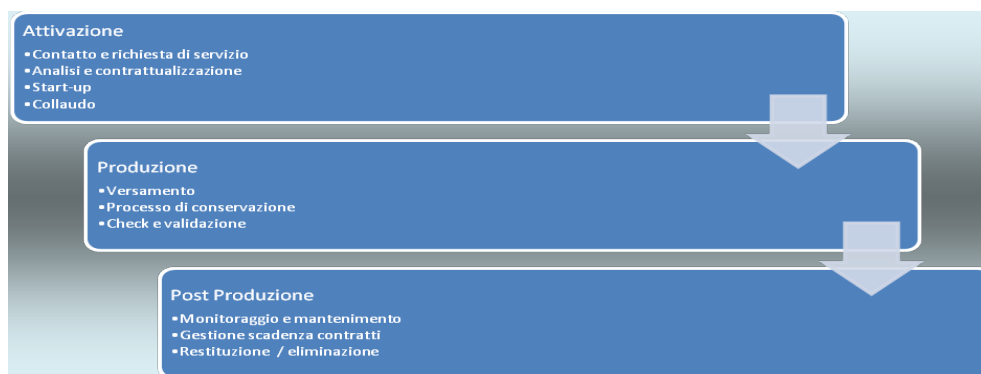 Attivazione
•Contatto e richiesta di servizio
•Analisi e contrattualizzazione
•Start-up
•Collaudo
Produzione
•Versamento
•Processo di conservazione
•Check e validazione
Post Produzione
•Monitoraggio e mantenimento
•Gestione scadenza contratti
•Restituzione / eliminazione